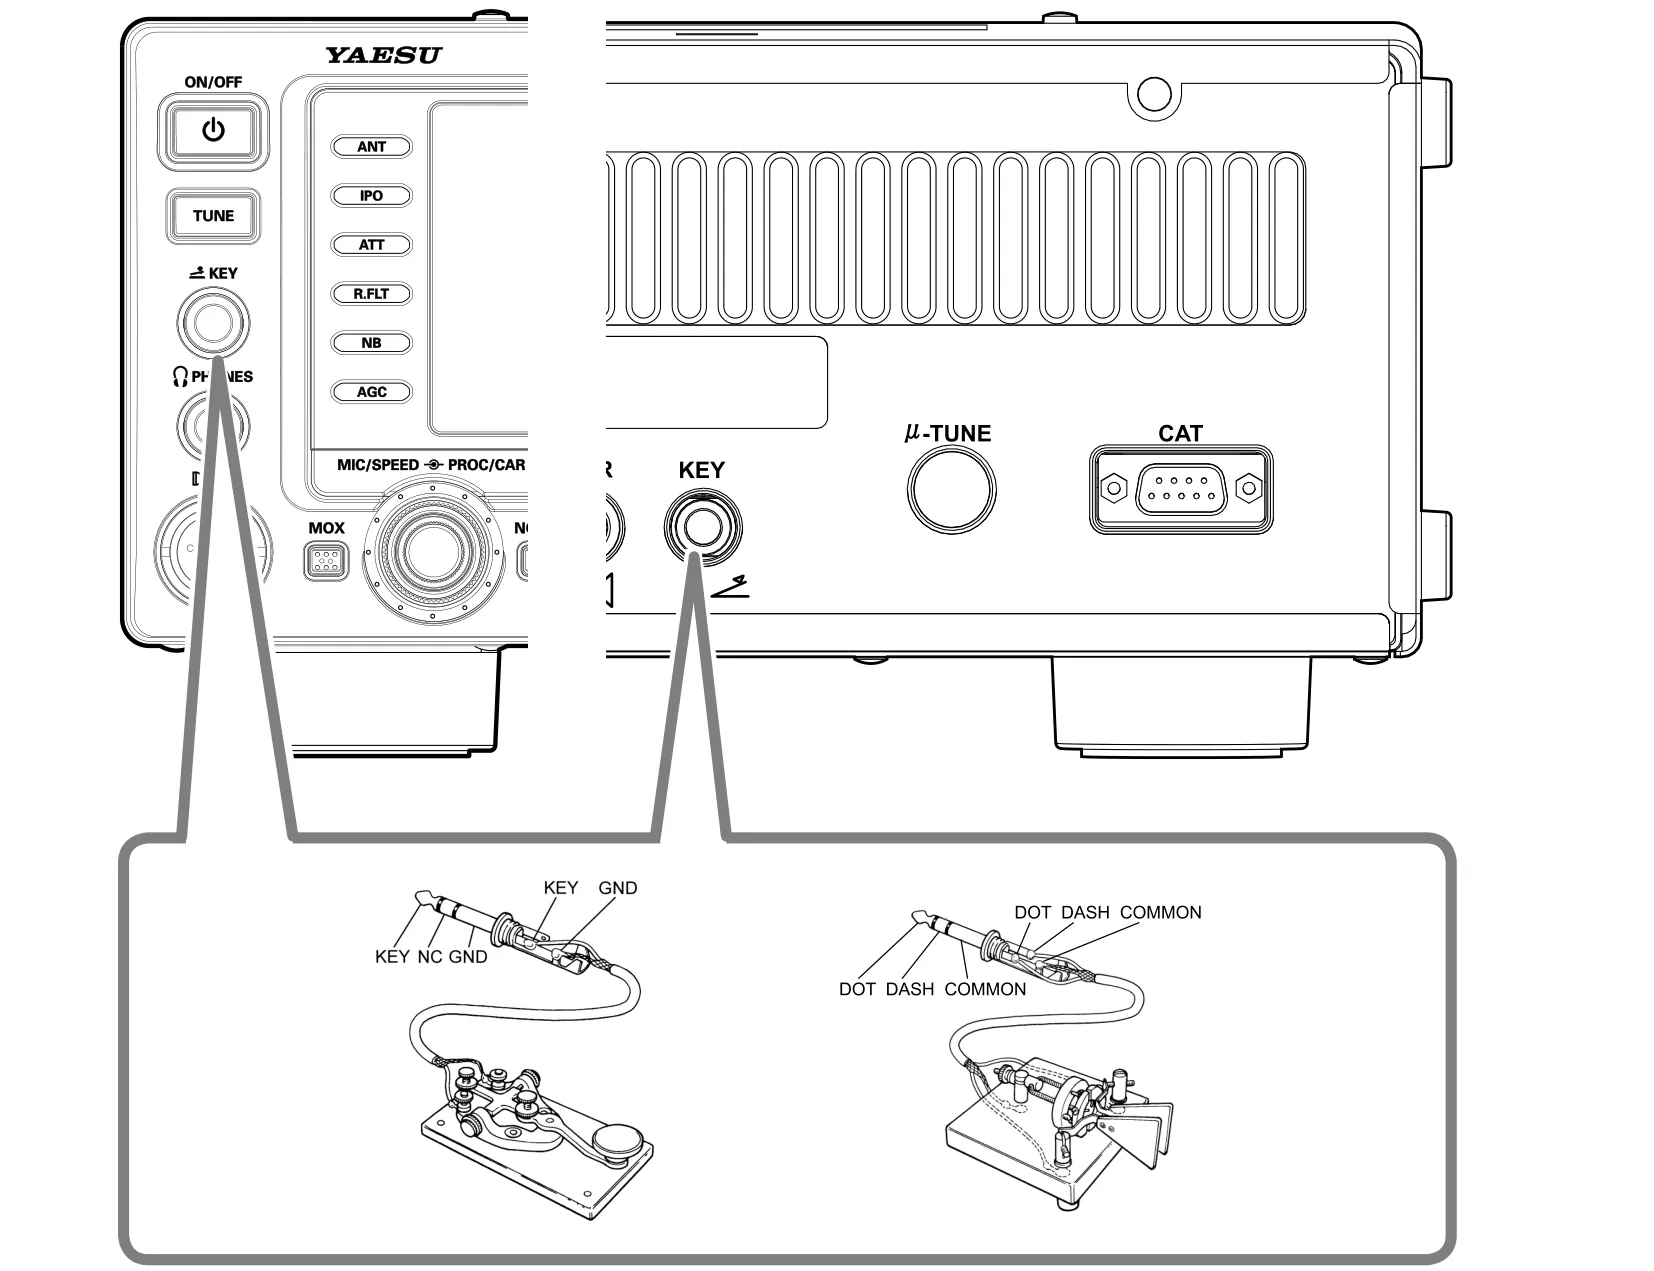 YAESU
ON/OFF
ANT
IPO
TUNE
ATT
KEY
R.FLT
NB
PHONES
AGC
MIC/SPEED PROC/CAR
MOX
μ-TUNE
CAT
R
KEY
KEY GND
KEY NC GND
DOT DASH COMMON
DOT DASH COMMON